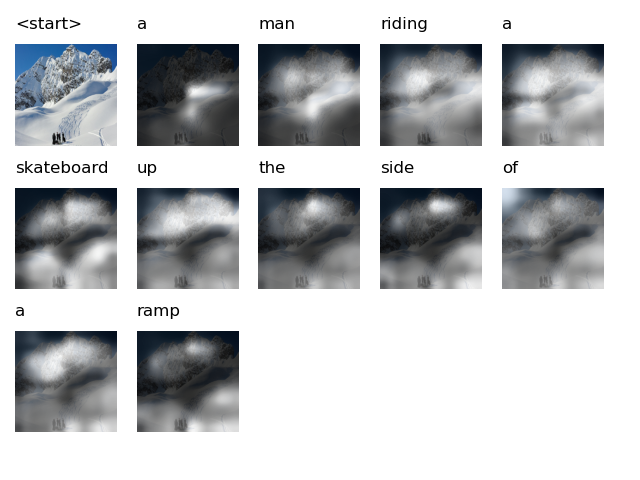 <start> a man riding a
skateboard up the side of
a ramp